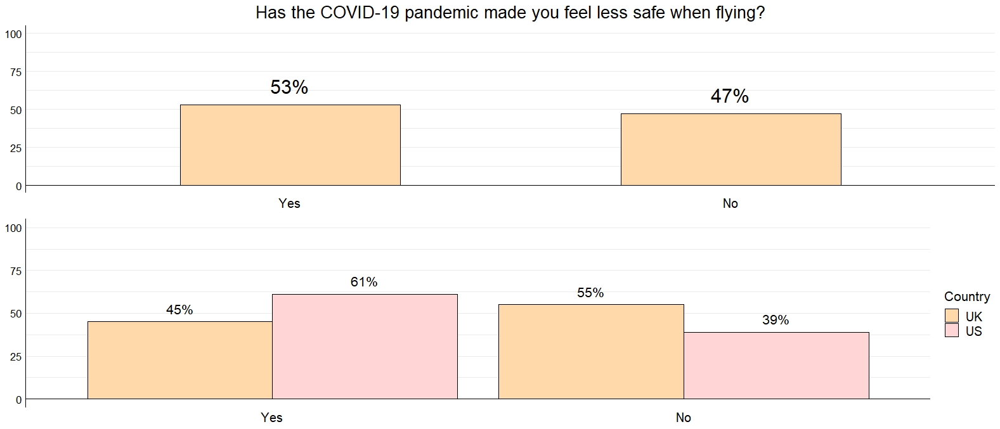 Has the COVID-19 pandemic made you feel less safe when flying?
100
75
50
25
0
53%
47%
Yes
No
100
75
50
25
0
45%
61%
55%
39%
Yes
No
Country
UK
US